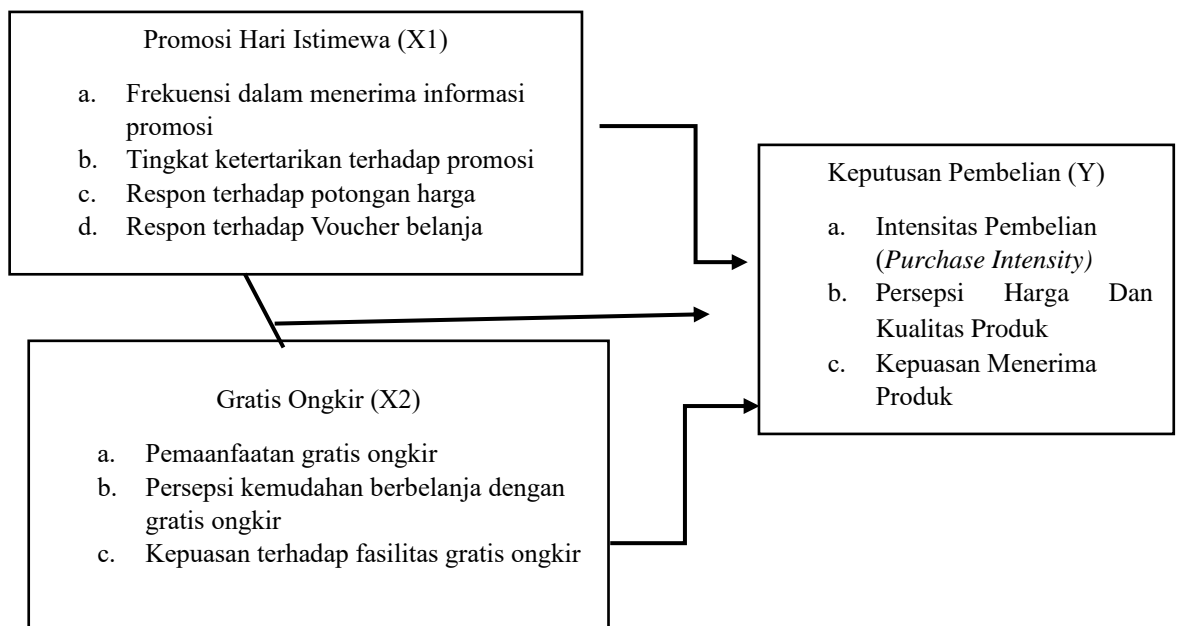 Promosi Hari Istimewa (X1)
a. Frekuensi dalam menerima informasi
promosi
b. Tingkat ketertarikan terhadap promosi
c. Respon terhadap potongan harga
d. Respon terhadap Voucher belanja
Keputusan Pembelian (Y)
a. Intensitas Pembelian
(Purchase Intensity)
b. Persepsi Harga Dan
Kualitas Produk
c. Kepuasan Menerima
Produk
Gratis Ongkir (X2)
a. Pemaanfaatan gratis ongkir
b. Persepsi kemudahan berbelanja dengan
gratis ongkir
c. Kepuasan terhadap fasilitas gratis ongkir